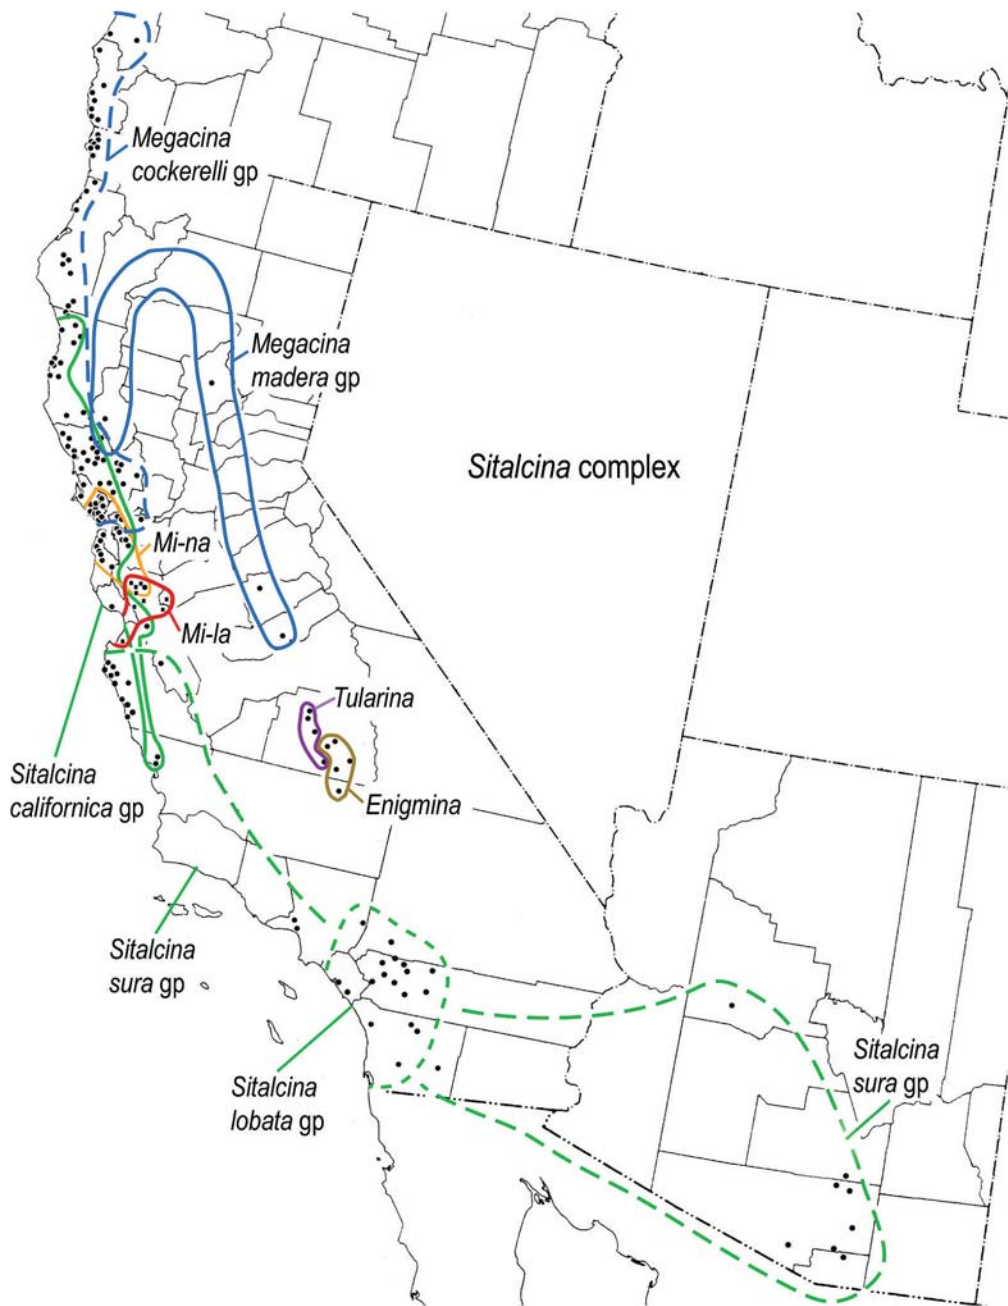 Megacina
cockerelli gp
Megacina
madera gp
Sitalcina complex
Mi-na
Mi-la
Tularina
Sitalcina
californica gp
Enigmina
Sitalcina
sura gp
Sitalcina
sura gp
Sitalcina
lobata gp